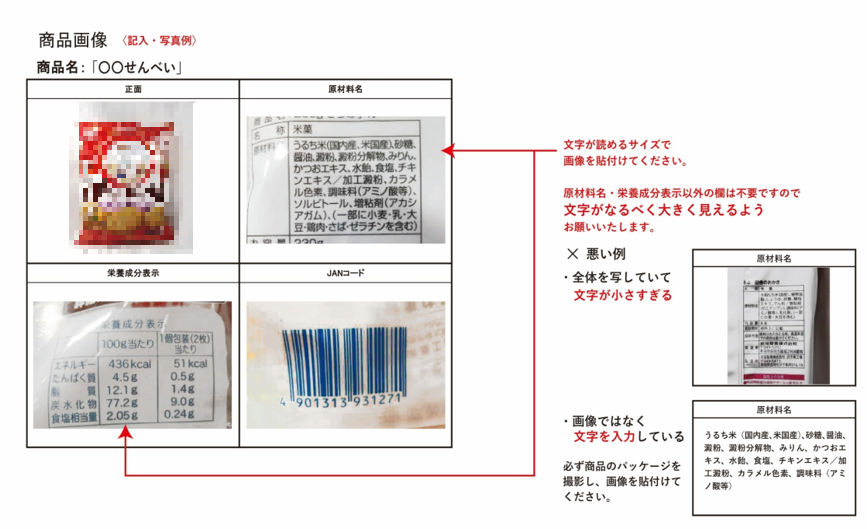 商品画像 〈記入・写真例〉
商品名：「〇〇せんべい」
正面
原材料名
名 称 米菓
原材料名 うるち米(国内産、米国産)、砂糖、
醤油、澱粉、澱粉分解物、みりん、
かつおエキス、水飴、食塩、チキ
ンエキス／加工澱粉、カラメ
ル色素、調味料(アミノ酸等)、
ソルビトール、増粘剤(アカシ
アガム)、(一部に小麦・乳・大
豆・鶏肉・さば・ゼラチンを含む)
栄養成分表示
栄養成分表示
100g当たり 1個包装(2枚)
当たり
エネルギー 436kcal 51kcal
たんぱく質 4.5g 0.5g
脂 質 12.1g 1.4g
炭水化物 77.2g 9.0g
食塩相当量 2.05g 0.24g
JANコード
4 901313 931271
文字が読めるサイズで
画像を貼付けてください。
原材料名・栄養成分表示以外の欄は不要ですので
文字がなるべく大きく見えるよう
お願いいたします。
× 悪い例
・全体を写していて
文字が小さすぎる
原材料名
・画像ではなく
文字を入力している
必ず商品のパッケージを
撮影し、画像を貼付けて
ください。
原材料名
うるち米（国内産、米国産）、砂糖、醤油、
澱粉、澱粉分解物、みりん、かつおエ
キス、水飴、食塩、チキンエキス／加
工澱粉、カラメル色素、調味料（アミ
ノ酸等）